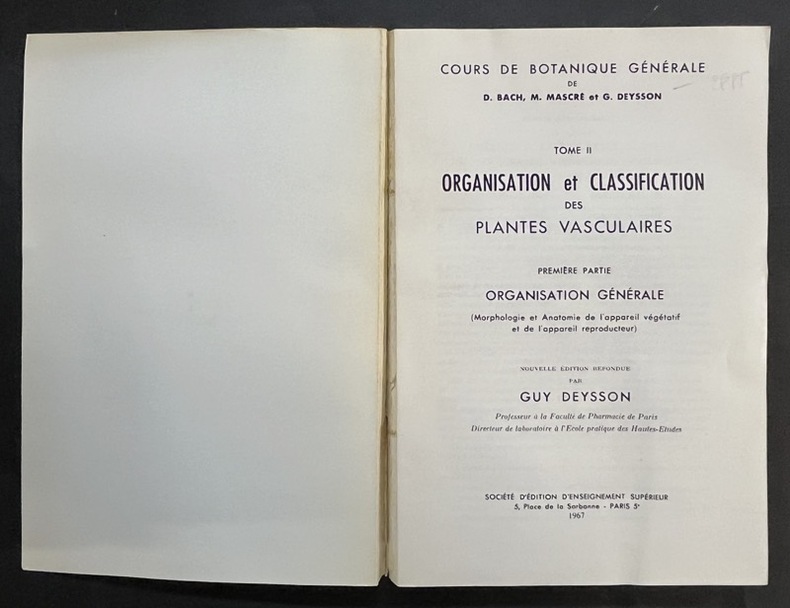 COURS DE BOTANIQUE GÉNÉRALE
DE
D. BACH, M. MASCRÉ et G. DEYSSON
TOME II
ORGANISATION et CLASSIFICATION
DES
PLANTES VASCULAIRES
PREMIÈRE PARTIE
ORGANISATION GÉNÉRALE
(Morphologie et Anatomie de l'appareil végétatif
et de l'appareil reproducteur)
NOUVELLE ÉDITION REFONDUE
PAR
GUY DEYSSON
Professeur à la Faculté de Pharmacie de Paris
Directeur de laboratoire à l'Ecole pratique des Hautes-Etudes
SOCIÉTÉ D'ÉDITION D'ENSEIGNEMENT SUPÉRIEUR
5, Place de la Sorbonne - PARIS 5e
1967